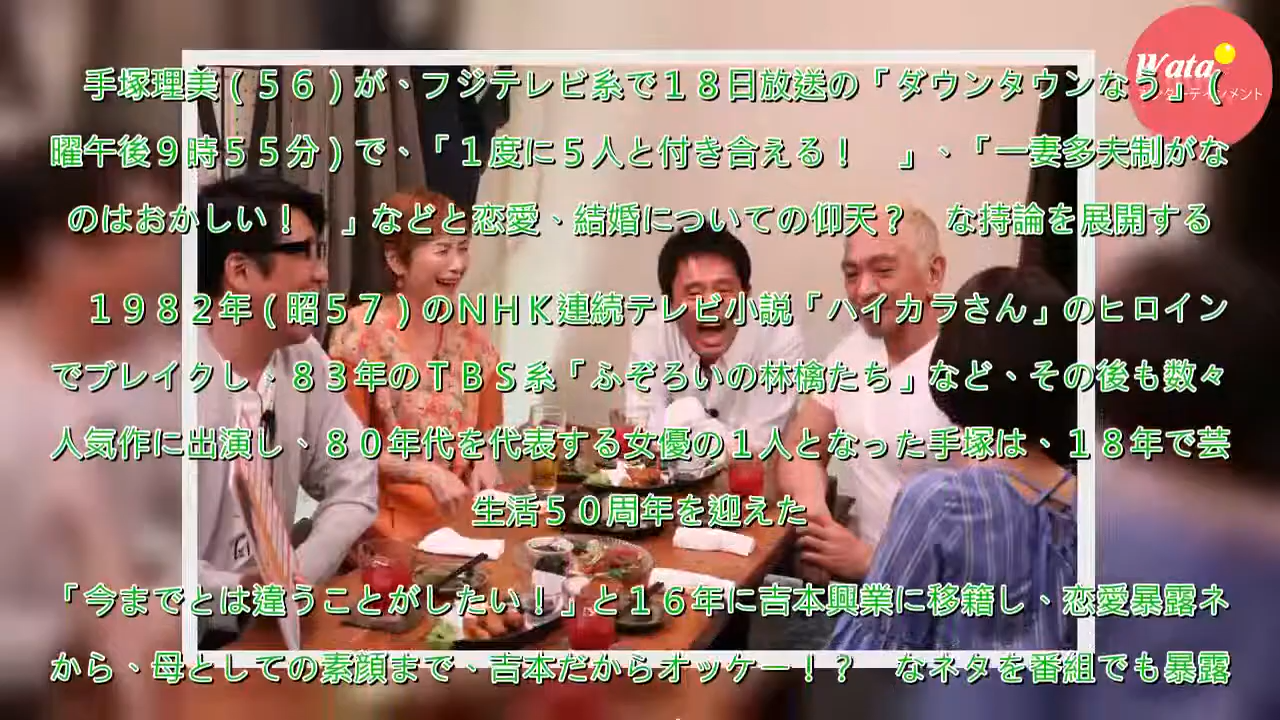 Wata
エンターテインメント
手塚理美（５６）が、フジテレビ系で１８日放送の「ダウンタウンなう」（
曜午後９時５５分）で、「１度に５人と付き合える！　」、「一妻多夫制がな
のはおかしい！　」などと恋愛、結婚についての仰天？　な持論を展開する
１９８２年（昭５７）のＮＨＫ連続テレビ小説「ハイカラさん」のヒロイン
でブレイクし、８３年のＴＢＳ系「ふぞろいの林檎たち」など、その後も数々
人気作に出演し、８０年代を代表する女優の１人となった手塚は、１８年で芸
生活５０周年を迎えた
「今までとは違うことがしたい！」と１６年に吉本興業に移籍し、恋愛暴露ネ
から、母としての素顔まで、吉本だからオッケー！？　なネタを番組でも暴露